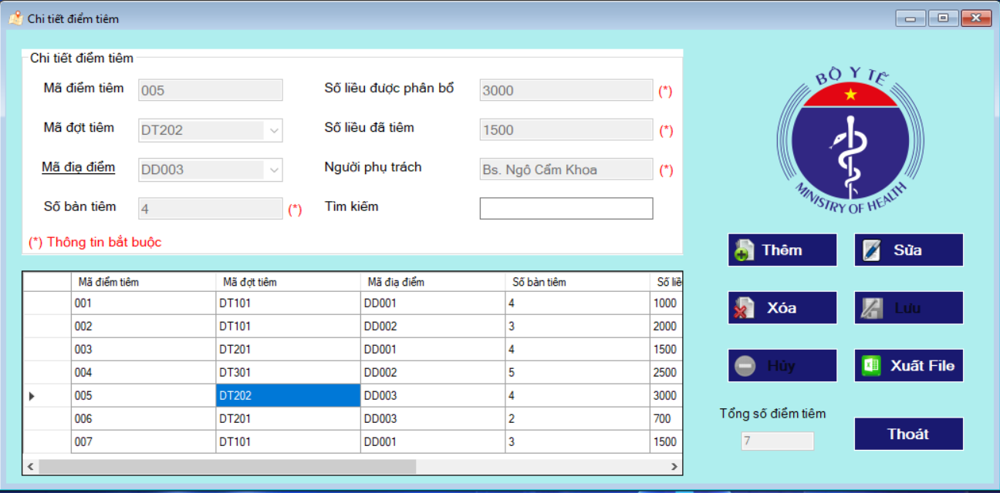 Chi tiết điểm tiêm
Chi tiết điểm tiêm
Mã điểm tiêm 005 Số liều được phân bổ 3000 (*)
Mã đợt tiêm DT202 Số liều đã tiêm 1500 (*)
Mã địa điểm DD003 Người phụ trách Bs. Ngô Cẩm Khoa (*)
Số bàn tiêm 4 (*) Tìm kiếm
(*) Thông tin bắt buộc
BỘ Y TẾ
MINISTRY OF HEALTH
Thêm Sửa
Xóa Lưu
Hủy Xuất File
Tổng số điểm tiêm
7 Thoát
Mã điểm tiêm Mã đợt tiêm Mã địa điểm Số bàn tiêm Số liề
001 DT101 DD001 4 1000
002 DT101 DD002 3 2000
003 DT201 DD001 4 1500
004 DT301 DD002 5 2500
005 DT202 DD003 4 3000
006 DT201 DD003 2 700
007 DT101 DD001 3 1500